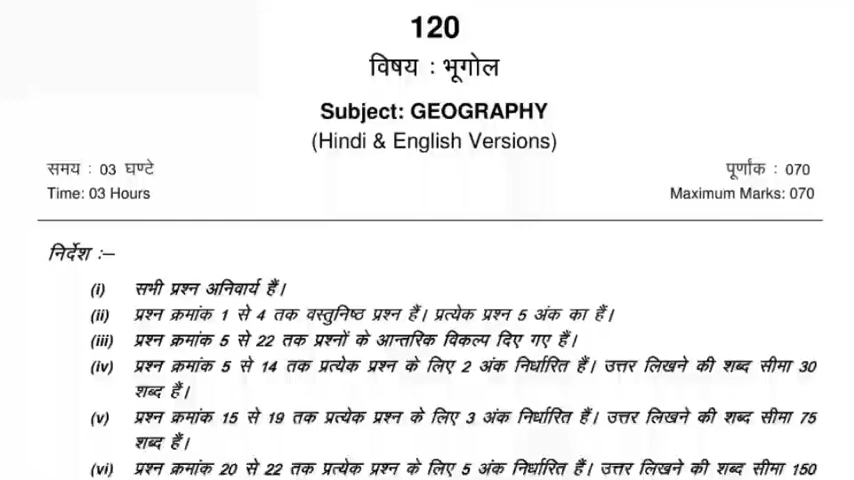 120
विषय : भूगोल
Subject: GEOGRAPHY
(Hindi & English Versions)
समय : 03 घण्टे
पूर्णांक : 070
Time: 03 Hours
Maximum Marks: 070
निर्देश :–
(i) सभी प्रश्न अनिवार्य हैं।
(ii) प्रश्न क्रमांक 1 से 4 तक वस्तुनिष्ठ प्रश्न हैं। प्रत्येक प्रश्न 5 अंक का है।
(iii) प्रश्न क्रमांक 5 से 22 तक प्रश्नों के आन्तरिक विकल्प दिए गए हैं।
(iv) प्रश्न क्रमांक 5 से 14 तक प्रत्येक प्रश्न के लिए 2 अंक निर्धारित हैं। उत्तर लिखने की शब्द सीमा 30
शब्द हैं।
(v) प्रश्न क्रमांक 15 से 19 तक प्रत्येक प्रश्न के लिए 3 अंक निर्धारित हैं। उत्तर लिखने की शब्द सीमा 75
शब्द हैं।
(vi) प्रश्न क्रमांक 20 से 22 तक प्रत्येक प्रश्न के लिए 5 अंक निर्धारित हैं। उत्तर लिखने की शब्द सीमा 150